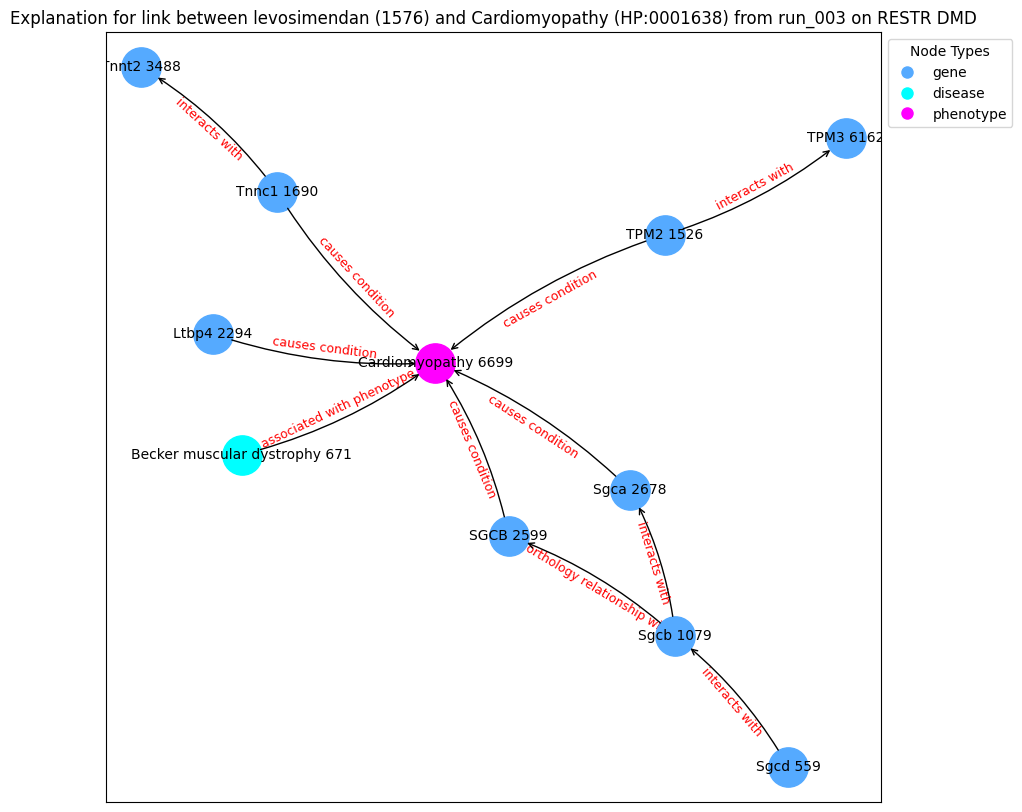 Explanation for link between levosimendan (1576) and Cardiomyopathy (HP:0001638) from run_003 on RESTR DMD
Node Types
gene
disease
phenotype
Tnnt2 3488
interacts with
TPM3 6162
interacts with
Tnnc1 1690
TPM2 1526
causes condition
causes condition
Ltbp4 2294
causes condition
Cardiomyopathy 6699
associated with phenotype
causes condition
causes condition
Becker muscular dystrophy 671
Sgca 2678
SGCB 2599
interacts with
orthology relationship w
Sgcb 1079
interacts with
Sgcd 559